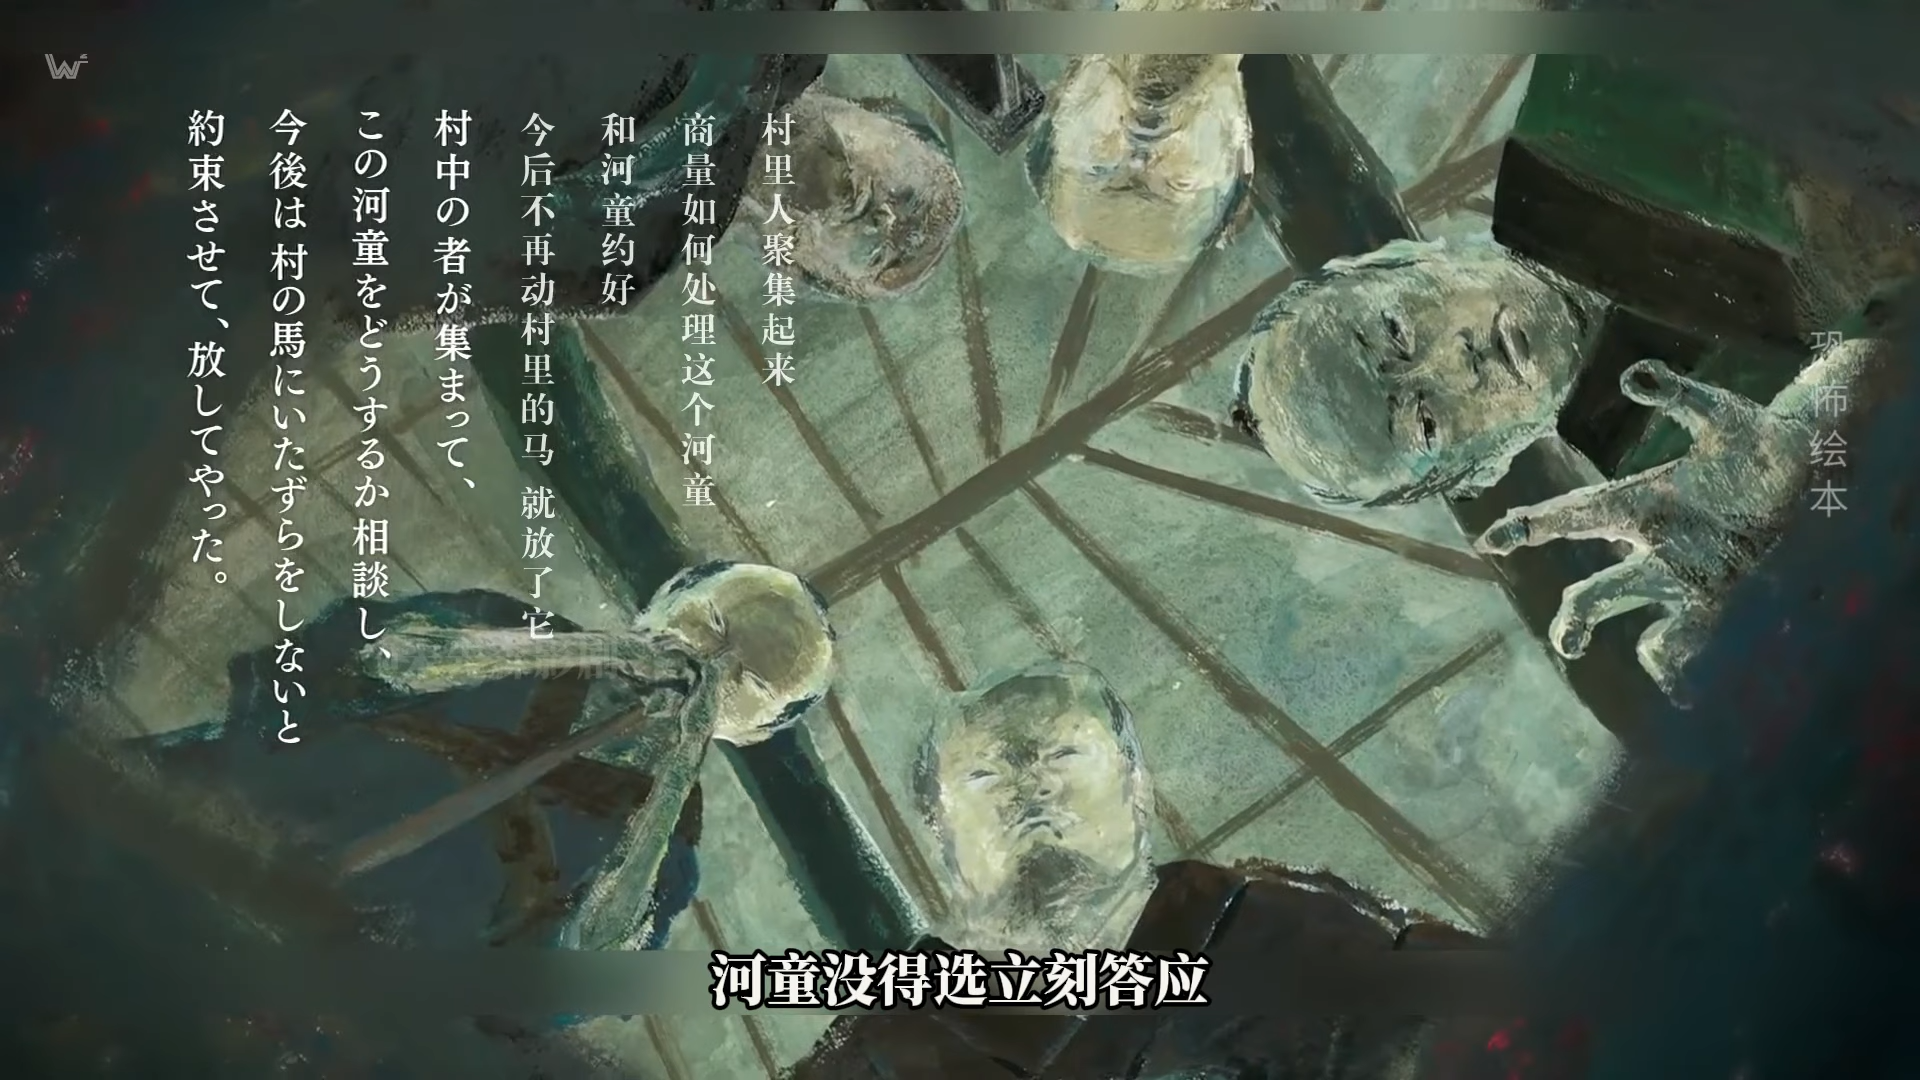 村里人聚集起来
商量如何处理这个河童
和河童约好
今后不再动村里的马 就放了它
村中の者が集まって、
この河童をどうするか相談し、
今後は 村の馬にいたずらをしないと
約束させて、放してやった。
恐怖绘本
河童没得选立刻答应